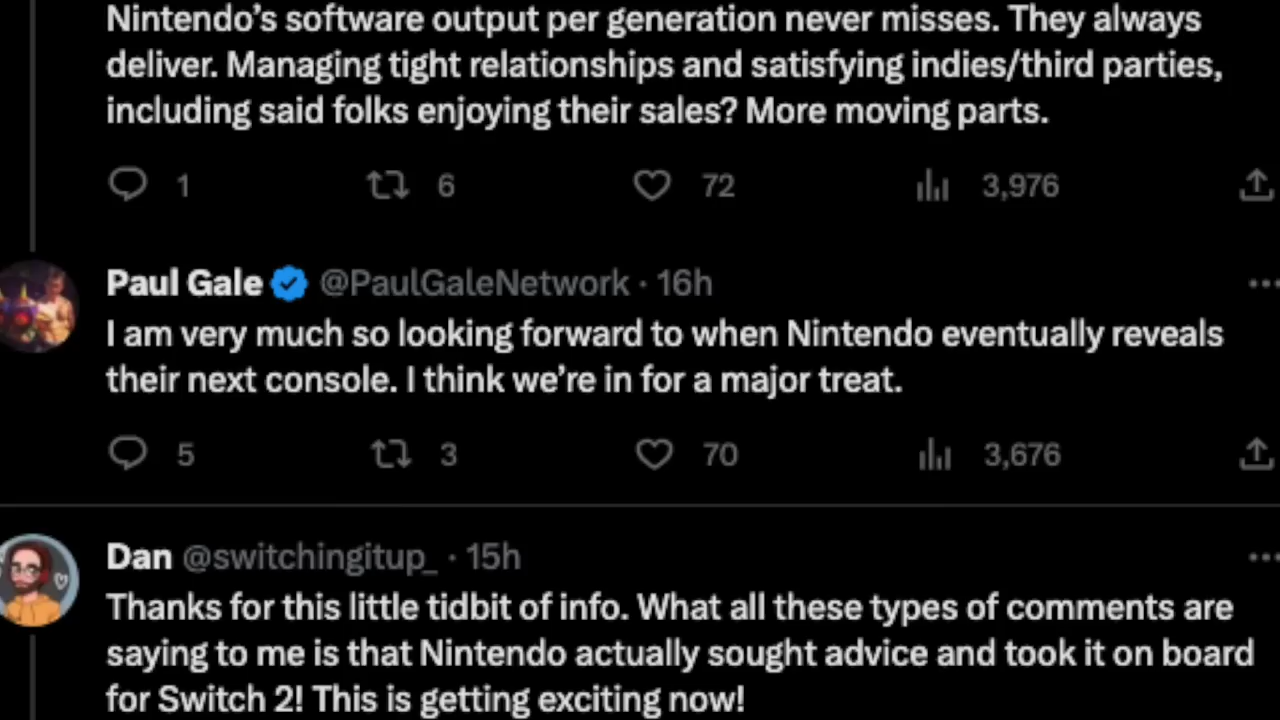 Nintendo’s software output per generation never misses. They always
deliver. Managing tight relationships and satisfying indies/third parties,
including said folks enjoying their sales? More moving parts.
1 6 72 3,976
Paul Gale @PaulGaleNetwork · 16h
I am very much so looking forward to when Nintendo eventually reveals
their next console. I think we’re in for a major treat.
5 3 70 3,676
Dan @switchingitup_ · 15h
Thanks for this little tidbit of info. What all these types of comments are
saying to me is that Nintendo actually sought advice and took it on board
for Switch 2! This is getting exciting now!